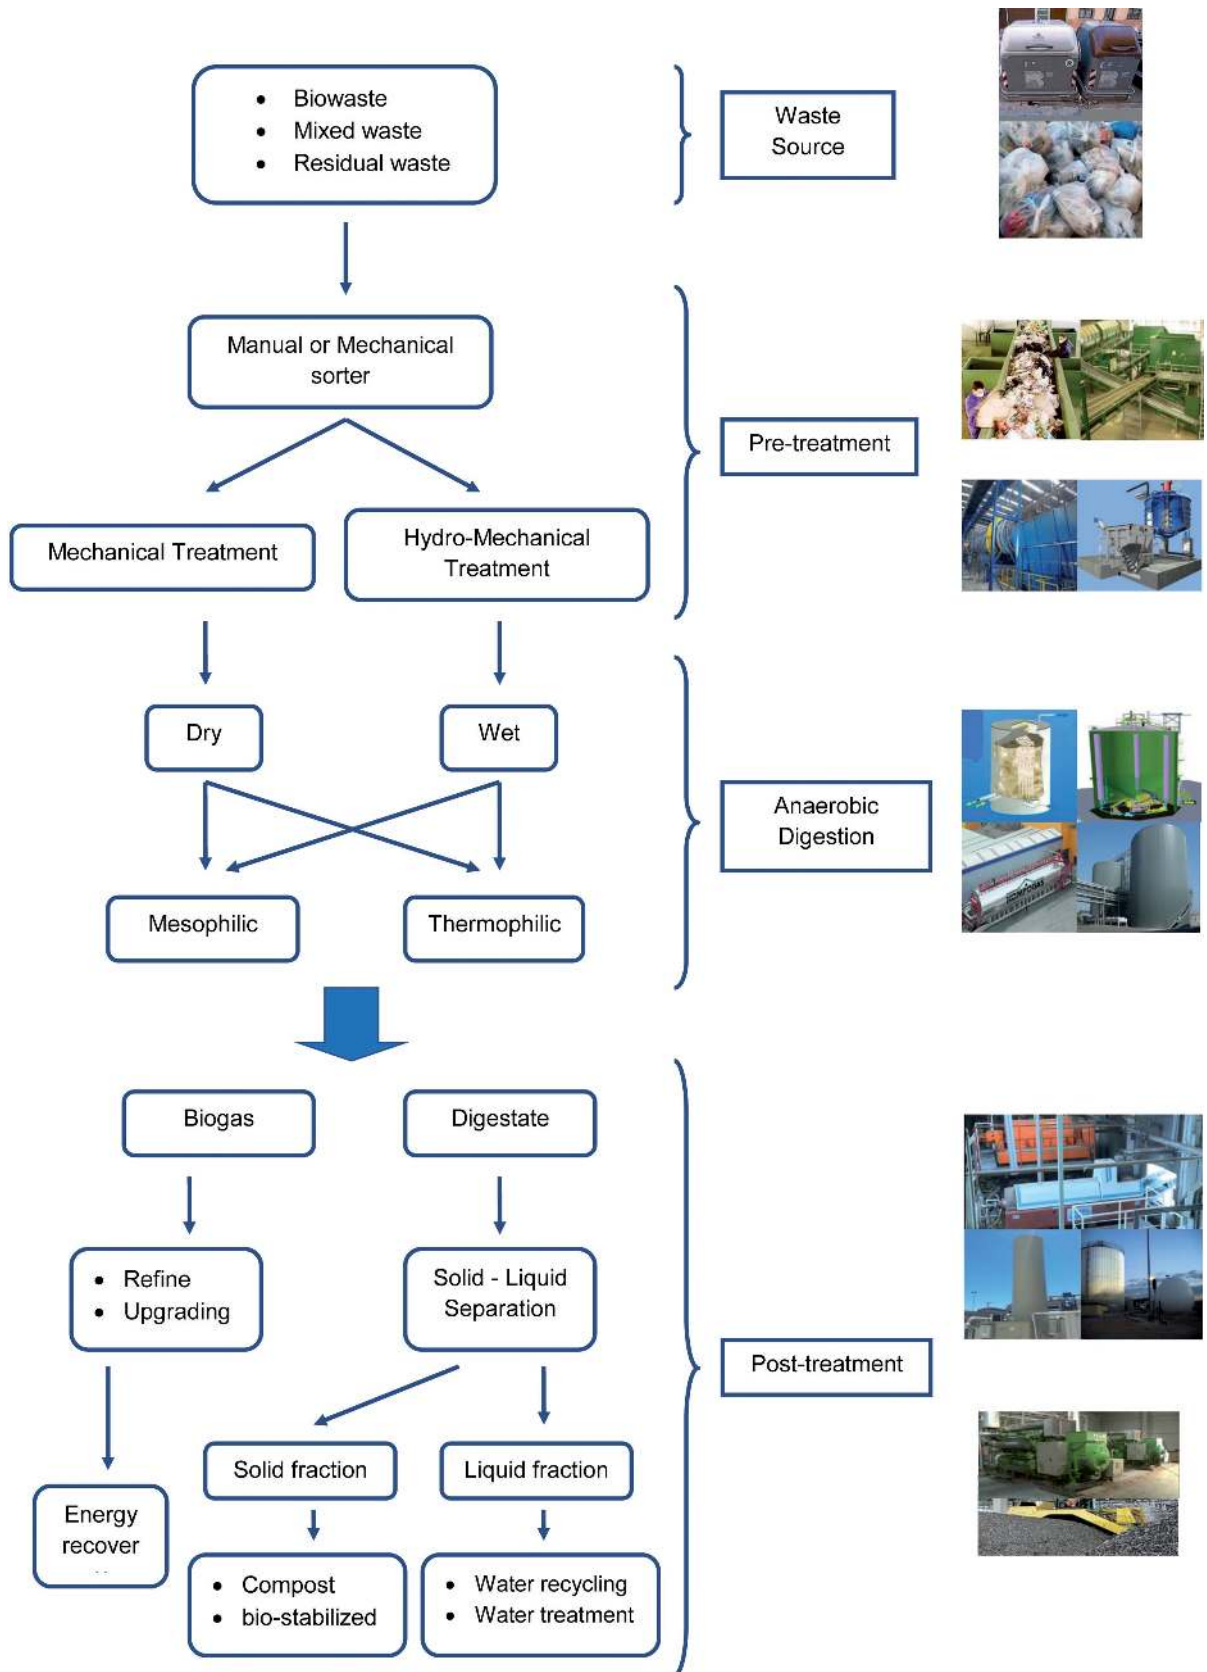 • Biowaste
• Mixed waste
• Residual waste
Waste
Source
Manual or Mechanical
sorter
Pre-treatment
Mechanical Treatment
Hydro-Mechanical
Treatment
Dry
Wet
Anaerobic
Digestion
Mesophilic
Thermophilic
KOMPOGAS
Biogas
Digestate
• Refine
• Upgrading
Solid - Liquid
Separation
Post-treatment
Solid fraction
Liquid fraction
Energy
recover
• Compost
• bio-stabilized
• Water recycling
• Water treatment